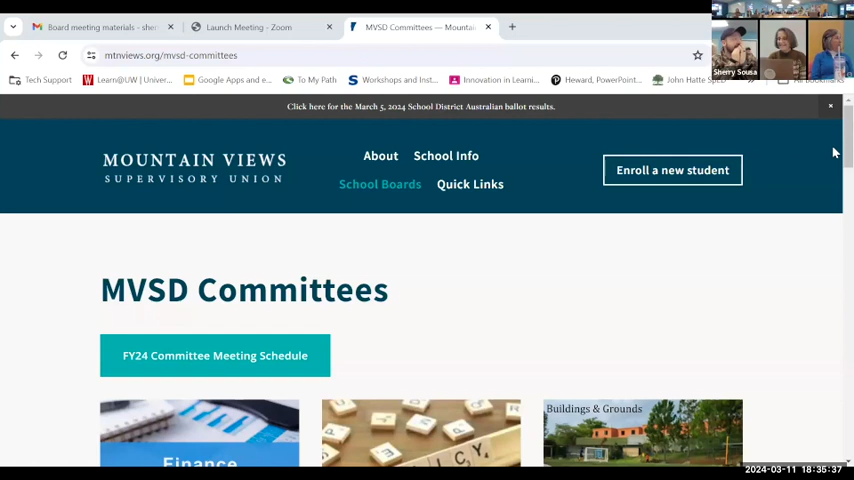 Board meeting materials - sher
Launch Meeting - Zoom
MVSD Committees — Mountai
mtnviews.org/mvsd-committees
Tech Support
Learn@UW (Univer...
Google Apps and e...
To My Path
Workshops and Inst...
Innovation in Learni...
Heward, PowerPoint...
John Hatte SpED
All Bookmarks
Sherry Sousa
Click here for the March 5, 2024 School District Australian ballot results.
MOUNTAIN VIEWS
SUPERVISORY UNION
About School Info
School Boards Quick Links
Enroll a new student
MVSD Committees
FY24 Committee Meeting Schedule
Finance
Buildings & Grounds
2024-03-11 18:35:37